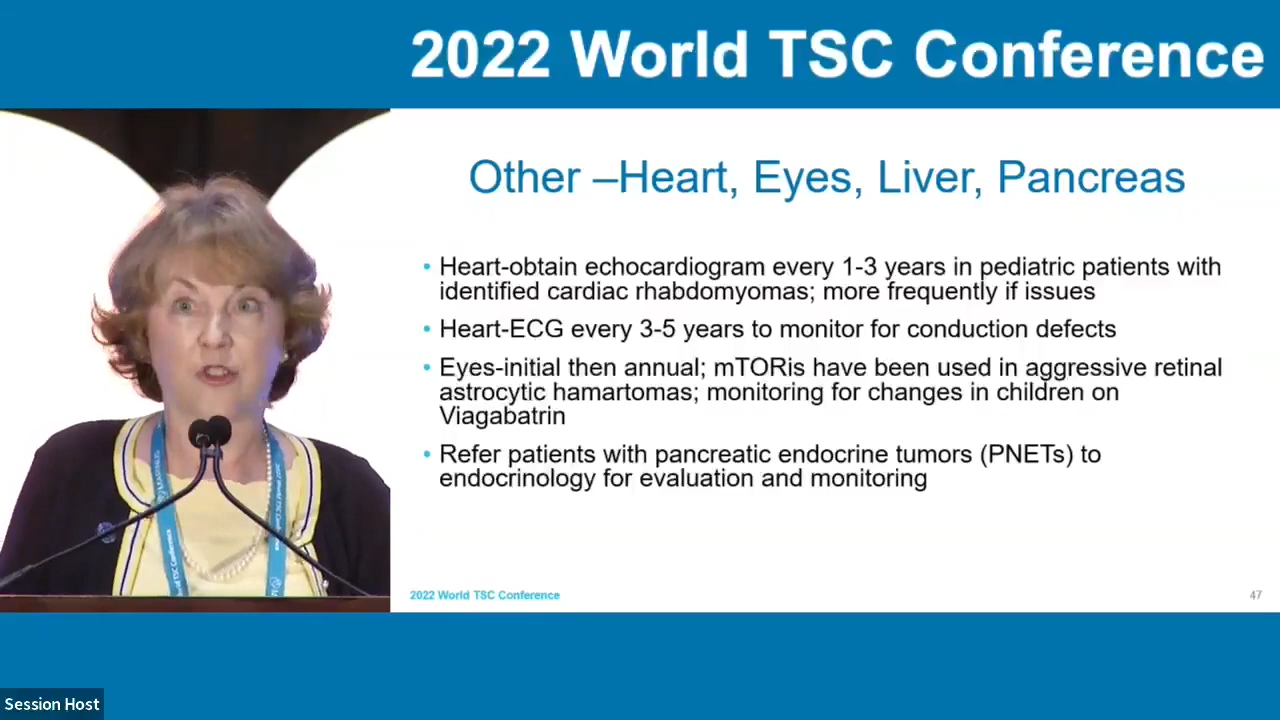 2022 World TSC Conference
Other –Heart, Eyes, Liver, Pancreas
• Heart-obtain echocardiogram every 1-3 years in pediatric patients with
identified cardiac rhabdomyomas; more frequently if issues
• Heart-ECG every 3-5 years to monitor for conduction defects
• Eyes-initial then annual; mTORis have been used in aggressive retinal
astrocytic hamartomas; monitoring for changes in children on
Viagabatrin
• Refer patients with pancreatic endocrine tumors (PNETs) to
endocrinology for evaluation and monitoring
2022 World TSC Conference
47
Session Host